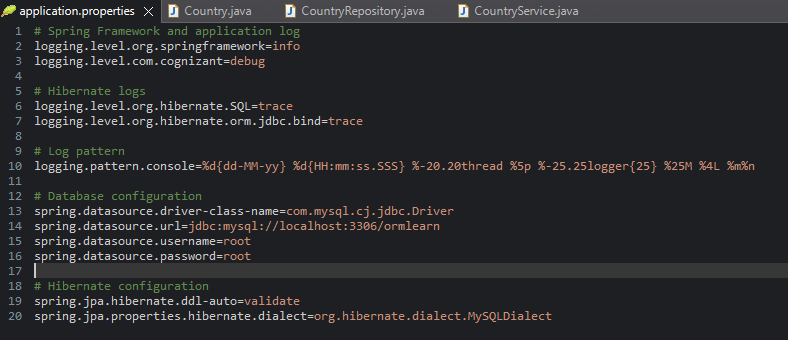 application.properties Country.java CountryRepository.java CountryService.java
1 # Spring Framework and application log
2 logging.level.org.springframework=info
3 logging.level.com.cognizant=debug
4
5 # Hibernate logs
6 logging.level.org.hibernate.SQL=trace
7 logging.level.org.hibernate.orm.jdbc.bind=trace
8
9 # Log pattern
10 logging.pattern.console=%d{dd-MM-yy} %d{HH:mm:ss.SSS} %-20.20thread %5p %-25.25logger{25} %25M %4L %m%n
11
12 # Database configuration
13 spring.datasource.driver-class-name=com.mysql.cj.jdbc.Driver
14 spring.datasource.url=jdbc:mysql://localhost:3306/ormlearn
15 spring.datasource.username=root
16 spring.datasource.password=root
17
18 # Hibernate configuration
19 spring.jpa.hibernate.ddl-auto=validate
20 spring.jpa.properties.hibernate.dialect=org.hibernate.dialect.MySQLDialect